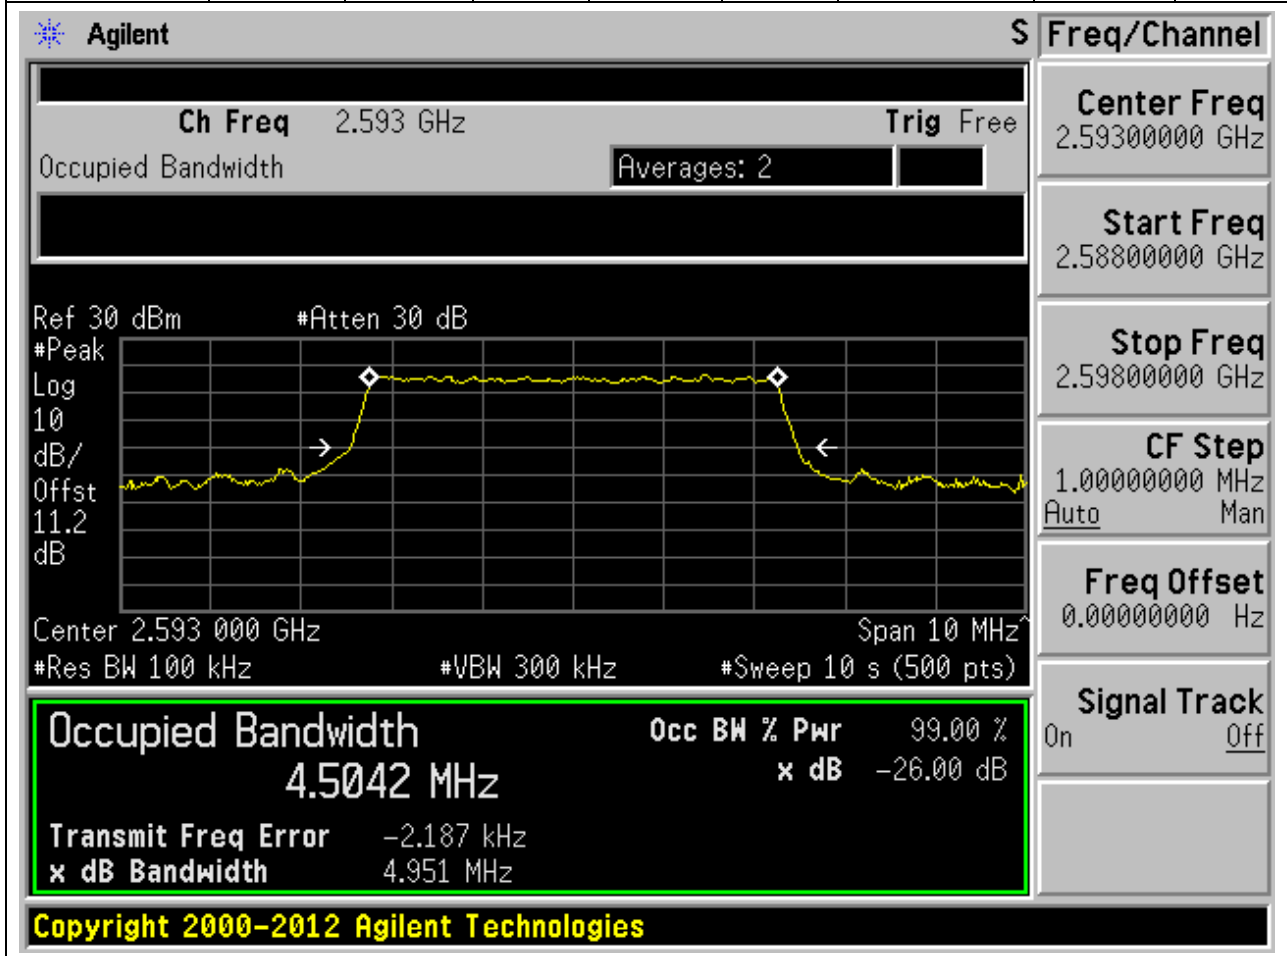 Agilent S Freq/Channel
Ch Freq 2.593 GHz Trig Free
Occupied Bandwidth Averages: 2
Center Freq
2.59300000 GHz
Start Freq
2.58800000 GHz
Stop Freq
2.59800000 GHz
CF Step
1.00000000 MHz
Auto Man
Freq Offset
0.00000000 Hz
Signal Track
On Off
Ref 30 dBm #Atten 30 dB
#Peak
Log
10
dB/
Offst
11.2
dB
Center 2.593 000 GHz Span 10 MHz^
#Res BW 100 kHz #VBW 300 kHz #Sweep 10 s (500 pts)
Occupied Bandwidth Occ BW % Pwr 99.00 %
4.5042 MHz x dB -26.00 dB
Transmit Freq Error -2.187 kHz
x dB Bandwidth 4.951 MHz
Copyright 2000-2012 Agilent Technologies